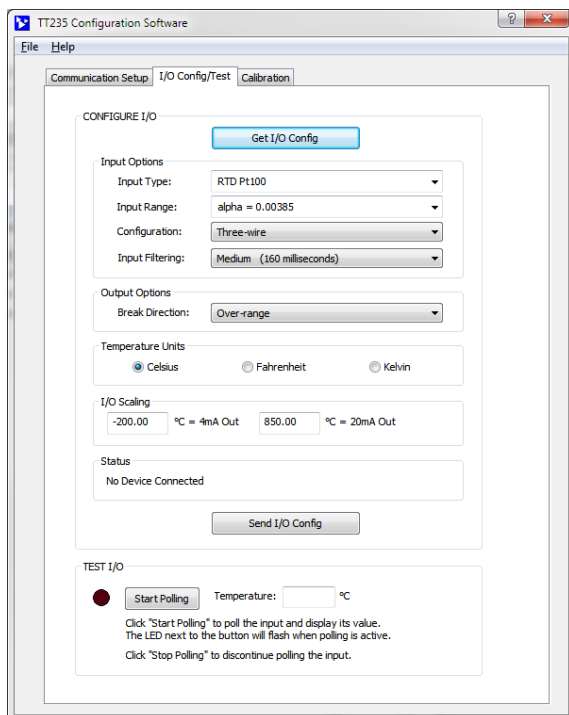 TT235 Configuration Software
File Help
Communication Setup I/O Config/Test Calibration
CONFIGURE I/O
Get I/O Config
Input Options
Input Type: RTD Pt100
Input Range: alpha = 0.00385
Configuration: Three-wire
Input Filtering: Medium (160 milliseconds)
Output Options
Break Direction: Over-range
Temperature Units
Celsius Fahrenheit Kelvin
I/O Scaling
-200.00 °C = 4mA Out 850.00 °C = 20mA Out
Status
No Device Connected
Send I/O Config
TEST I/O
Start Polling Temperature: °C
Click "Start Polling" to poll the input and display its value.
The LED next to the button will flash when polling is active.
Click "Stop Polling" to discontinue polling the input.